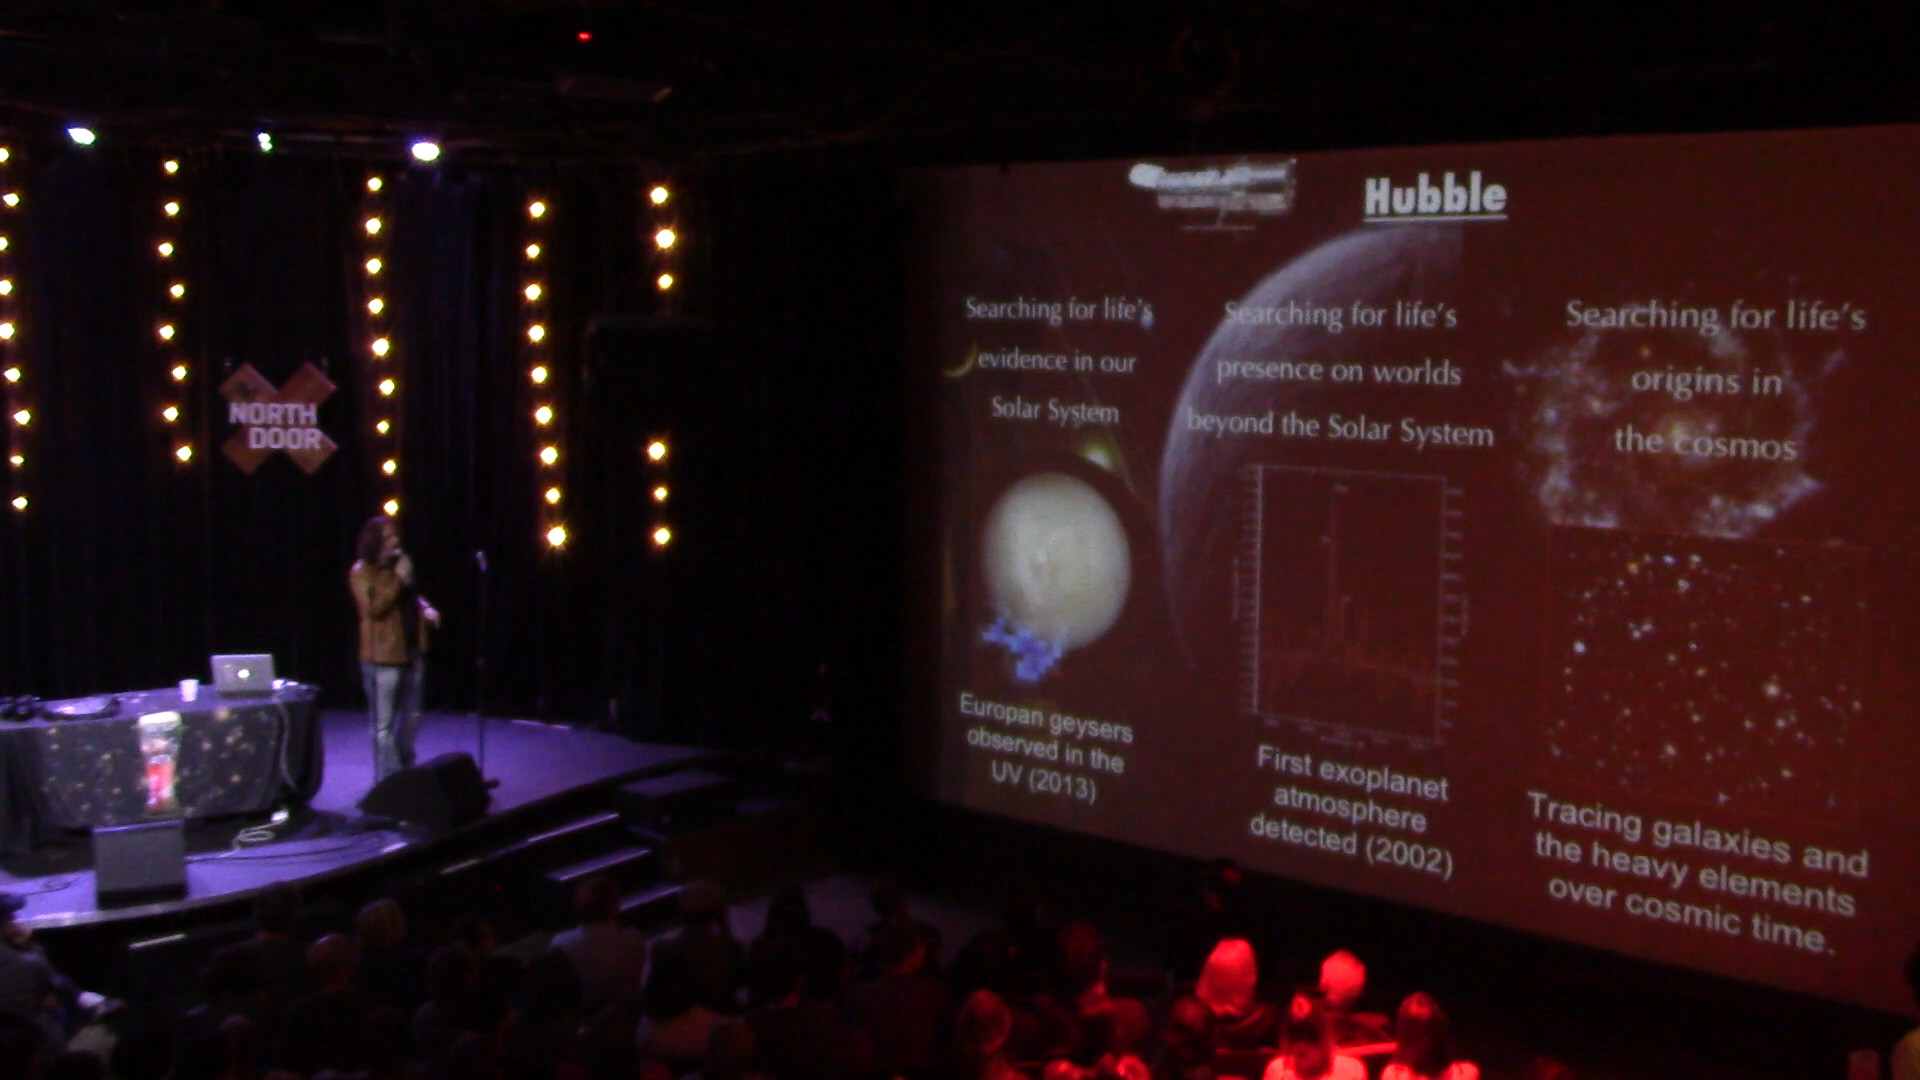 NORTH
DOOR
Hubble
Searching for life's
evidence in our
Solar System
Europan geysers
observed in the
UV (2013)
Searching for life's
presence on worlds
beyond the Solar System
First exoplanet
atmosphere
detected (2002)
Searching for life's
origins in
the cosmos
Tracing galaxies and
the heavy elements
over cosmic time.